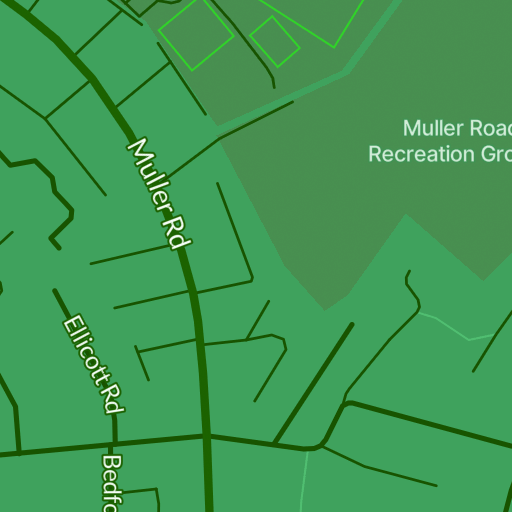 Muller Road
Recreation Gro
Muller Rd
Ellicott Rd
Bedfo